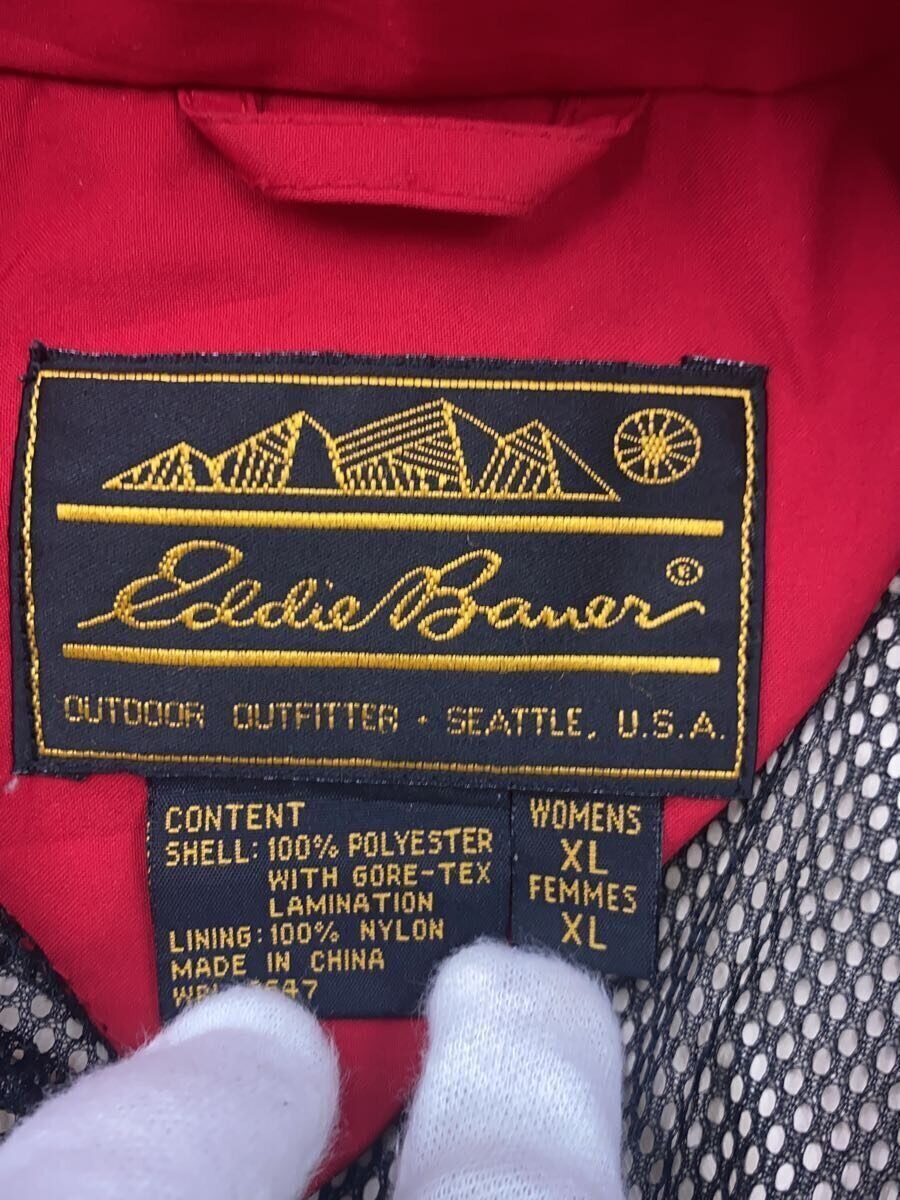 Eddie Bauer®
OUTDOOR OUTFITTER · SEATTLE, U.S.A.
CONTENT
SHELL: 100% POLYESTER
WITH GORE-TEX
LAMINATION
LINING: 100% NYLON
MADE IN CHINA
WOMENS
XL
FEMMES
XL